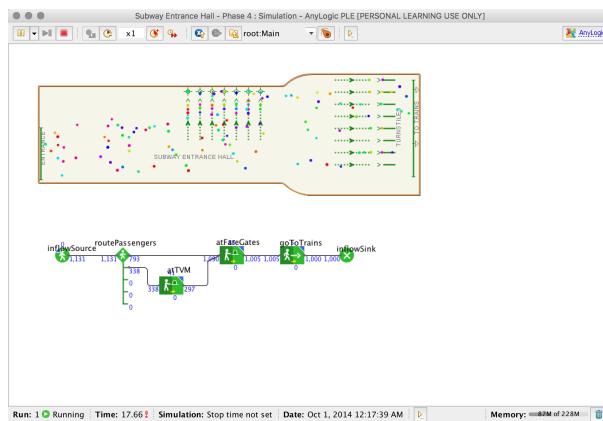 Subway Entrance Hall - Phase 4 : Simulation - AnyLogic PLE [PERSONAL LEARNING USE ONLY]
x1
root:Main
AnyLogic
ENTRANCE
SUBWAY ENTRANCE HALL
TURNSTILES
TO TRAINS
inflowSource
routePassengers
atFareGates
goToTrains
inflowSink
0
1,131
1,131
793
1,090
1,005
1,005
1,000
1,000
0
0
338
atTVM
41
338
297
0
0
0
0
Run: 1 Running Time: 17.66 Simulation: Stop time not set Date: Oct 1, 2014 12:17:39 AM Memory: 87M of 228M